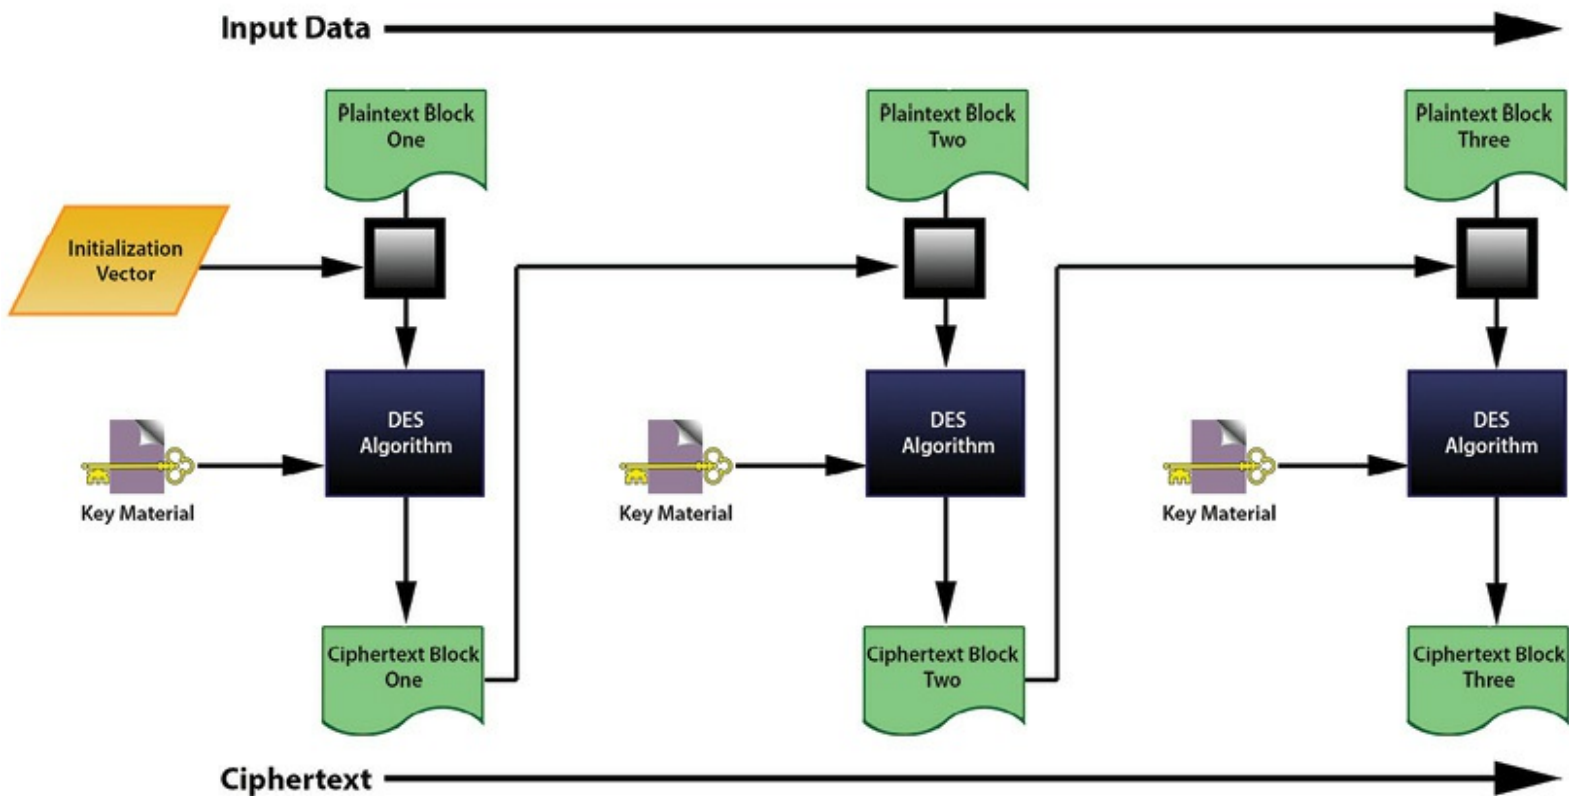 Input Data
Plaintext Block
One
Plaintext Block
Two
Plaintext Block
Three
Initialization
Vector
DES
Algorithm
DES
Algorithm
DES
Algorithm
Key Material
Key Material
Key Material
Ciphertext Block
One
Ciphertext Block
Two
Ciphertext Block
Three
Ciphertext